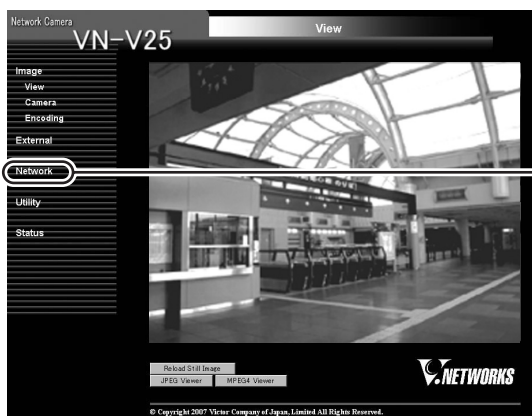 Network Camera
VN-V25
View
Image
View
Camera
Encoding
External
Network
Utility
Status
Reload Still Image
JPEG Viewer
MPEG4 Viewer
V.NETWORKS
© Copyright 2007 Victor Company of Japan, Limited All Rights Reserved.